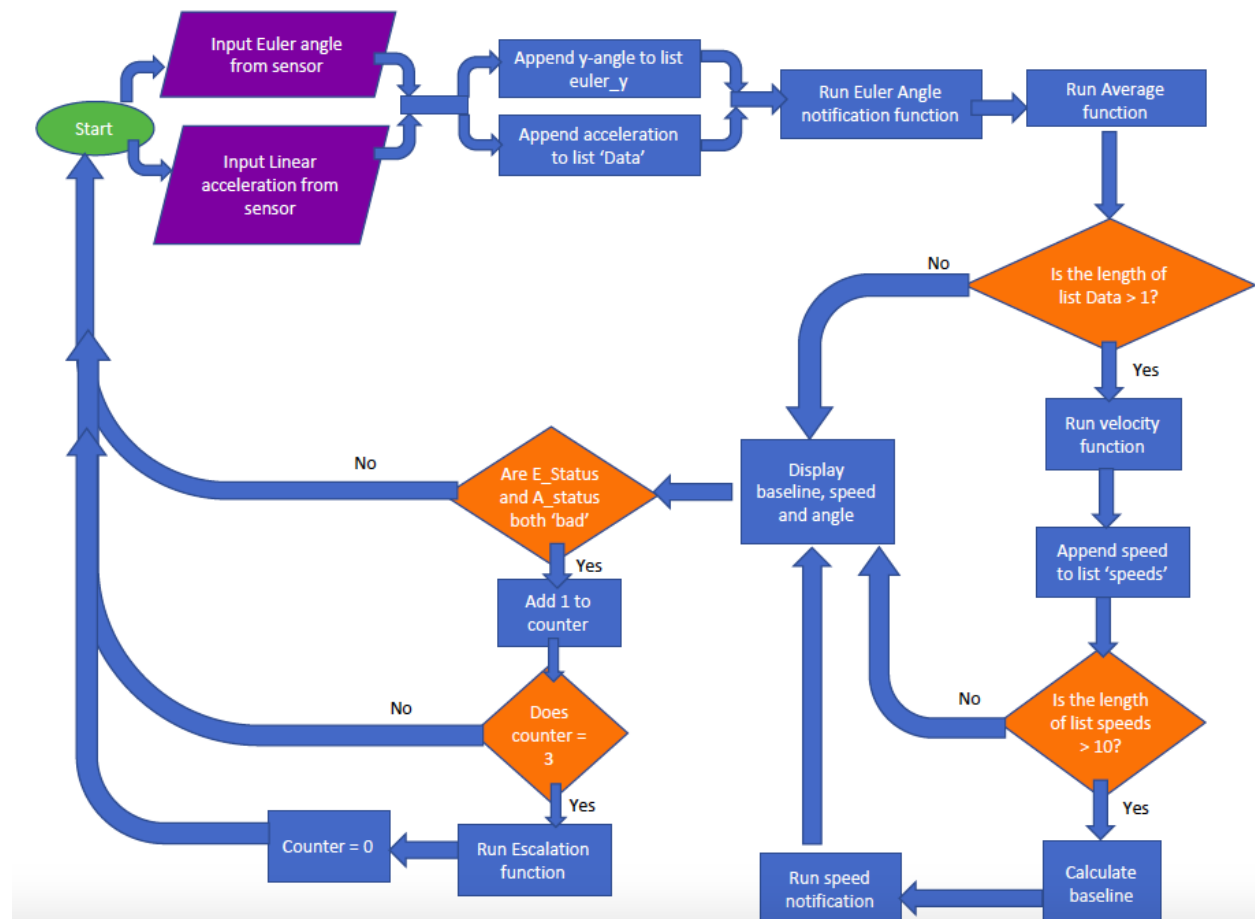 Start
Input Euler angle
from sensor
Input Linear
acceleration from
sensor
Append y-angle to list
euler_y
Append acceleration
to list 'Data'
Run Euler Angle
notification function
Run Average
function
Is the length of
list Data > 1?
No
Yes
Run velocity
function
Append speed
to list 'speeds'
Is the length
of list speeds
> 10?
No
Yes
Calculate
baseline
Run speed
notification
Display
baseline, speed
and angle
Are E_Status
and A_status
both 'bad'
No
Yes
Add 1 to
counter
Does
counter =
3
No
Yes
Run Escalation
function
Counter = 0